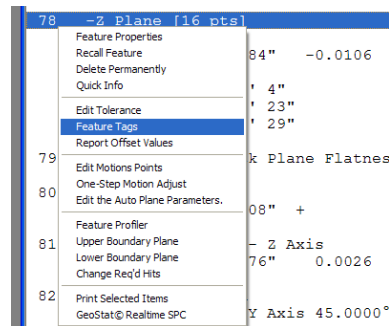 78 -Z Plane [16 pts]
Feature Properties
Recall Feature
84" -0.0106
Delete Permanently
Quick Info
' 4"
Edit Tolerance
' 23"
Feature Tags
' 29"
Report Offset Values
79 k Plane Flatnes
Edit Motions Points
One-Step Motion Adjust
80
Edit the Auto Plane Parameters.
08" +
Feature Profiler
81 Upper Boundary Plane - Z Axis
Lower Boundary Plane 76" 0.0026
Change Req'd Hits
82
Print Selected Items
GeoStat© Realtime SPC Y Axis 45.0000°